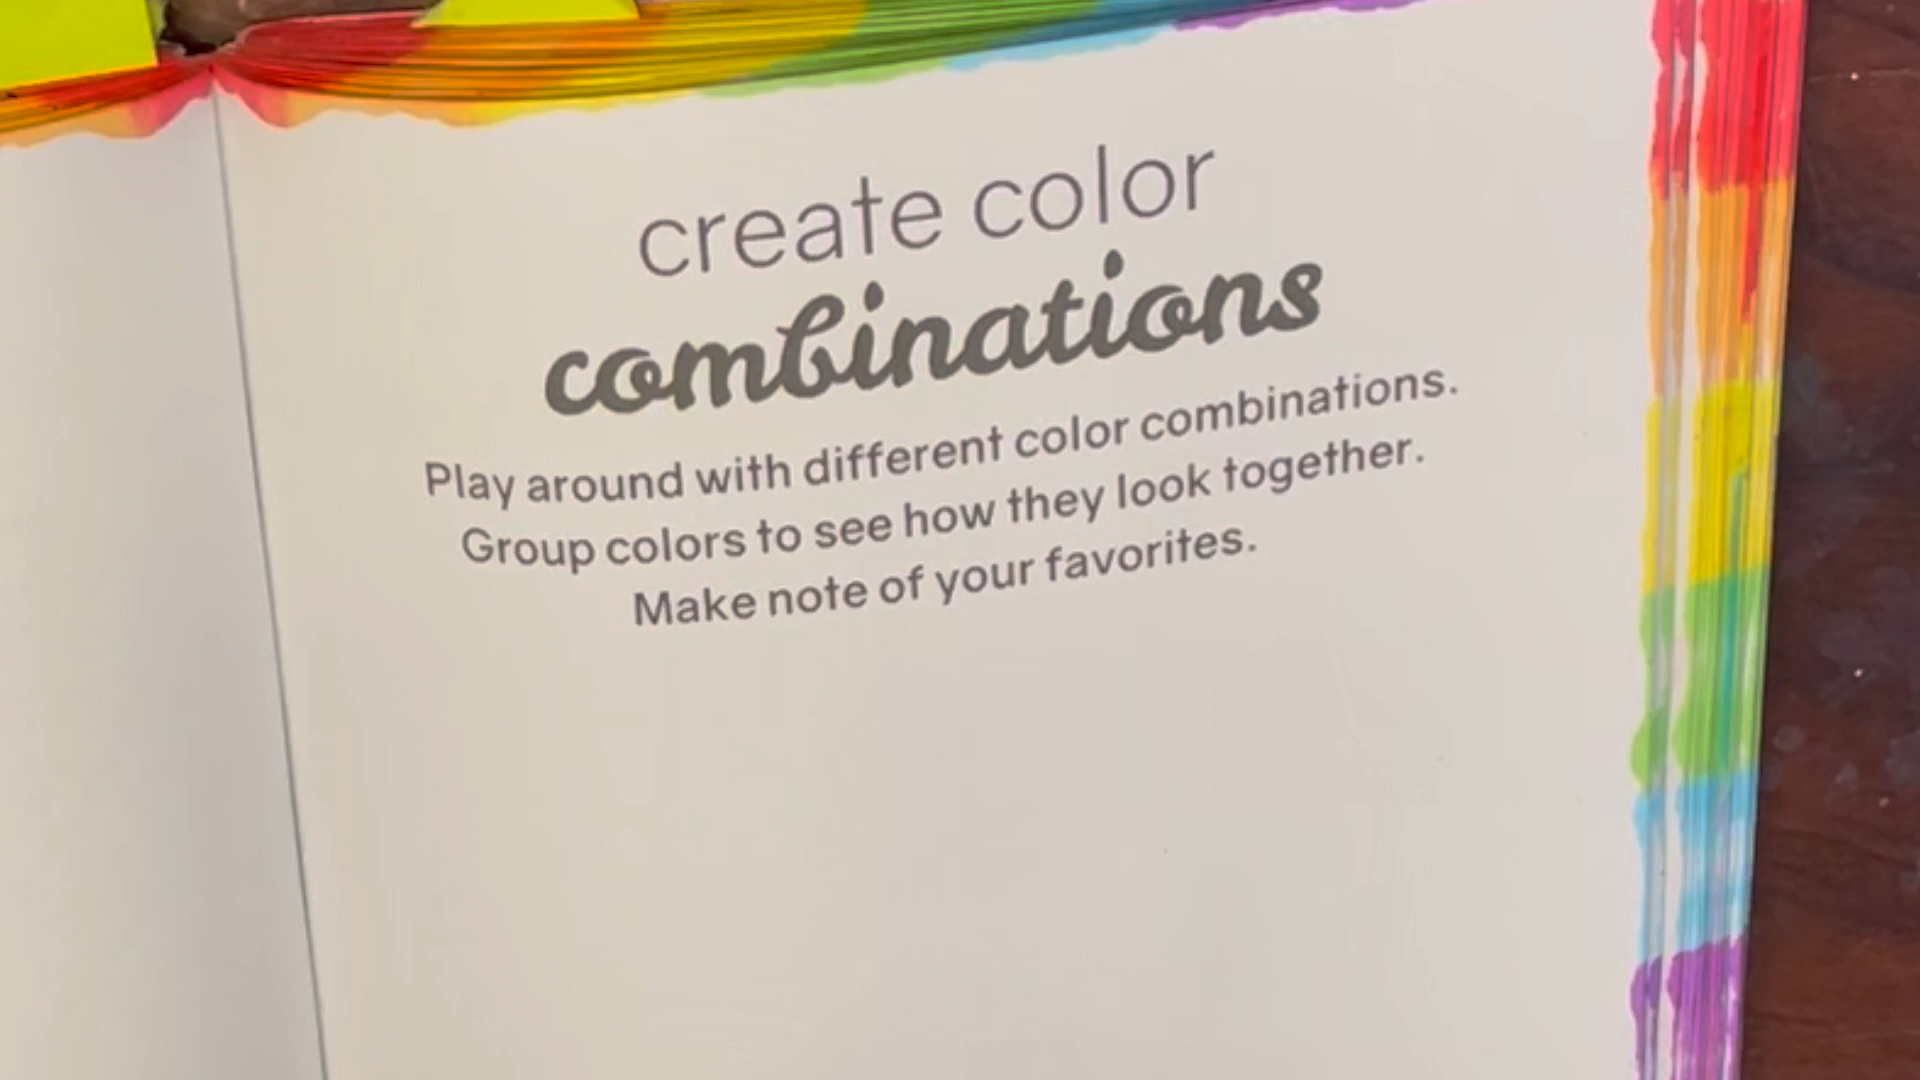 create color
combinations
Play around with different color combinations.
Group colors to see how they look together.
Make note of your favorites.